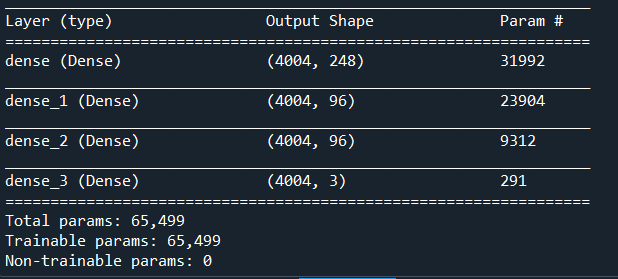 Layer (type) Output Shape Param #
=================================================================
dense (Dense) (4004, 248) 31992
dense_1 (Dense) (4004, 96) 23904
dense_2 (Dense) (4004, 96) 9312
dense_3 (Dense) (4004, 3) 291
=================================================================
Total params: 65,499
Trainable params: 65,499
Non-trainable params: 0